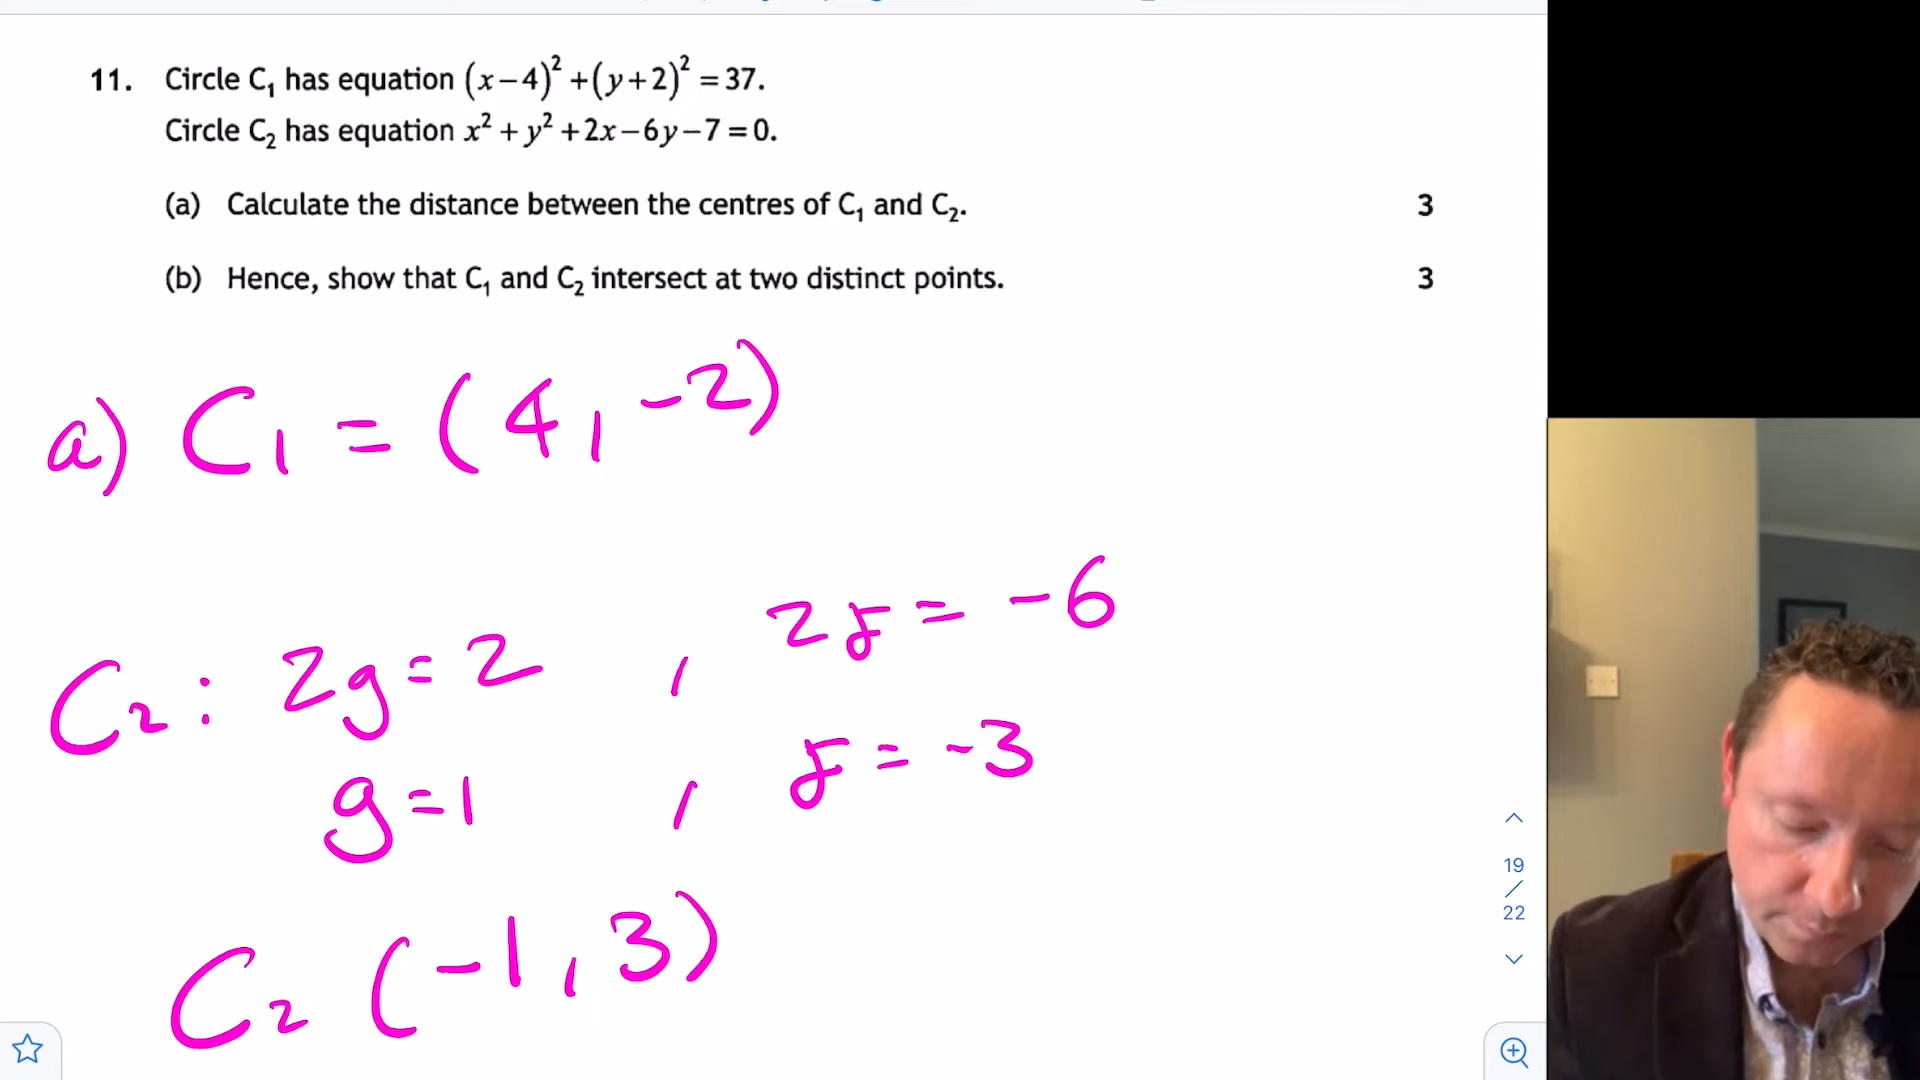 11. Circle C₁ has equation (x−4)² +(y+2)² = 37.
Circle C₂ has equation x² + y² +2x−6y−7 = 0.
(a) Calculate the distance between the centres of C₁ and C₂. 3
(b) Hence, show that C₁ and C₂ intersect at two distinct points. 3
a) C₁ = (4, -2)
C₂: 2g=2 , 2f= -6
g=1 , f= -3
C₂ (-1, 3)
19
/
22